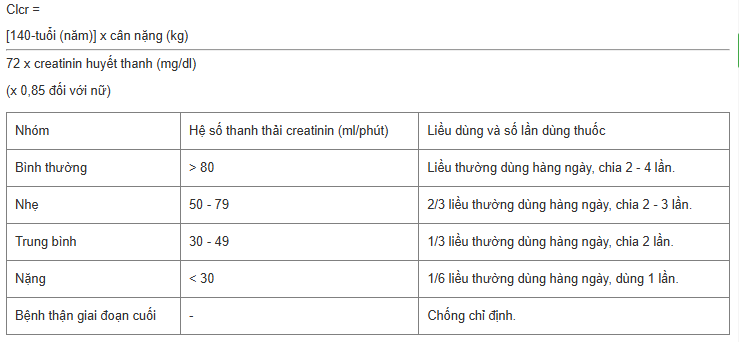 Clcr =
[140-tuổi (năm)] x cân nặng (kg)
72 x creatinin huyết thanh (mg/dl)
(x 0,85 đối với nữ)
Nhóm Hệ số thanh thải creatinin (ml/phút) Liều dùng và số lần dùng thuốc
Bình thường > 80 Liều thường dùng hàng ngày, chia 2 - 4 lần.
Nhẹ 50 - 79 2/3 liều thường dùng hàng ngày, chia 2 - 3 lần.
Trung bình 30 - 49 1/3 liều thường dùng hàng ngày, chia 2 lần.
Nặng < 30 1/6 liều thường dùng hàng ngày, dùng 1 lần.
Bệnh thận giai đoạn cuối - Chống chỉ định.